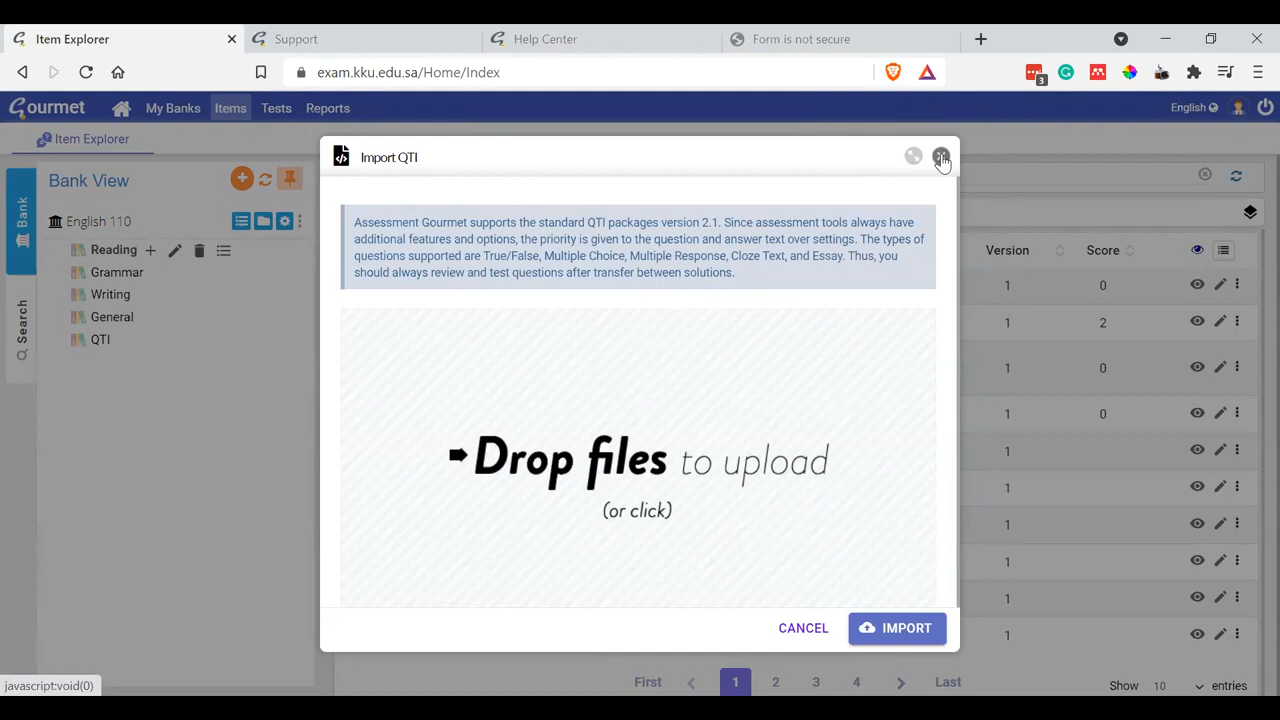 Item Explorer
Support
Help Center
Form is not secure
exam.kku.edu.sa/Home/Index
3
Gourmet
My Banks
Items
Tests
Reports
English
Item Explorer
Bank
Search
Bank View
English 110
Reading
Grammar
Writing
General
QTI
Import QTI
Assessment Gourmet supports the standard QTI packages version 2.1. Since assessment tools always have
additional features and options, the priority is given to the question and answer text over settings. The types of
questions supported are True/False, Multiple Choice, Multiple Response, Cloze Text, and Essay. Thus, you
should always review and test questions after transfer between solutions.
Drop files to upload
(or click)
CANCEL
IMPORT
Version
Score
1 0
1 2
1 0
1 0
1
1
1
1
1
1
First
1
2
3
4
Last
Show 10 entries
javascript:void(0)